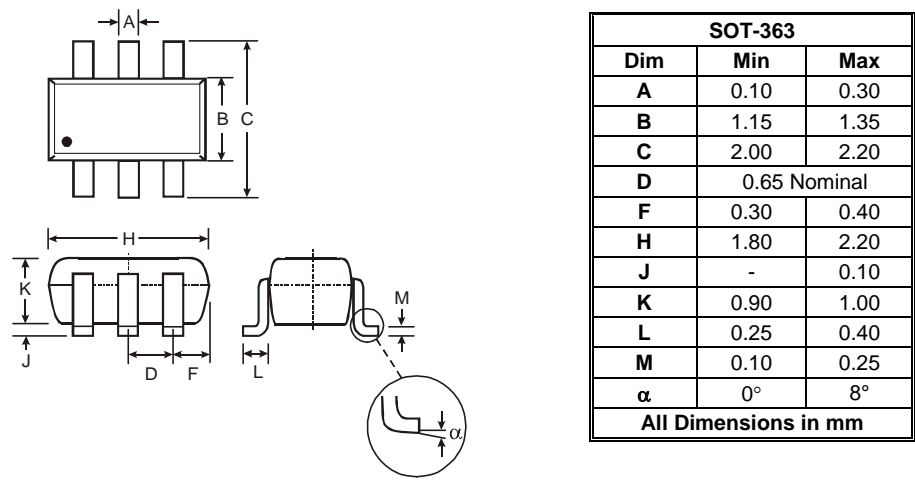 A
B C
H
K
J
D F
L
M
α
SOT-363
Dim Min Max
A 0.10 0.30
B 1.15 1.35
C 2.00 2.20
D 0.65 Nominal
F 0.30 0.40
H 1.80 2.20
J - 0.10
K 0.90 1.00
L 0.25 0.40
M 0.10 0.25
α 0° 8°
All Dimensions in mm